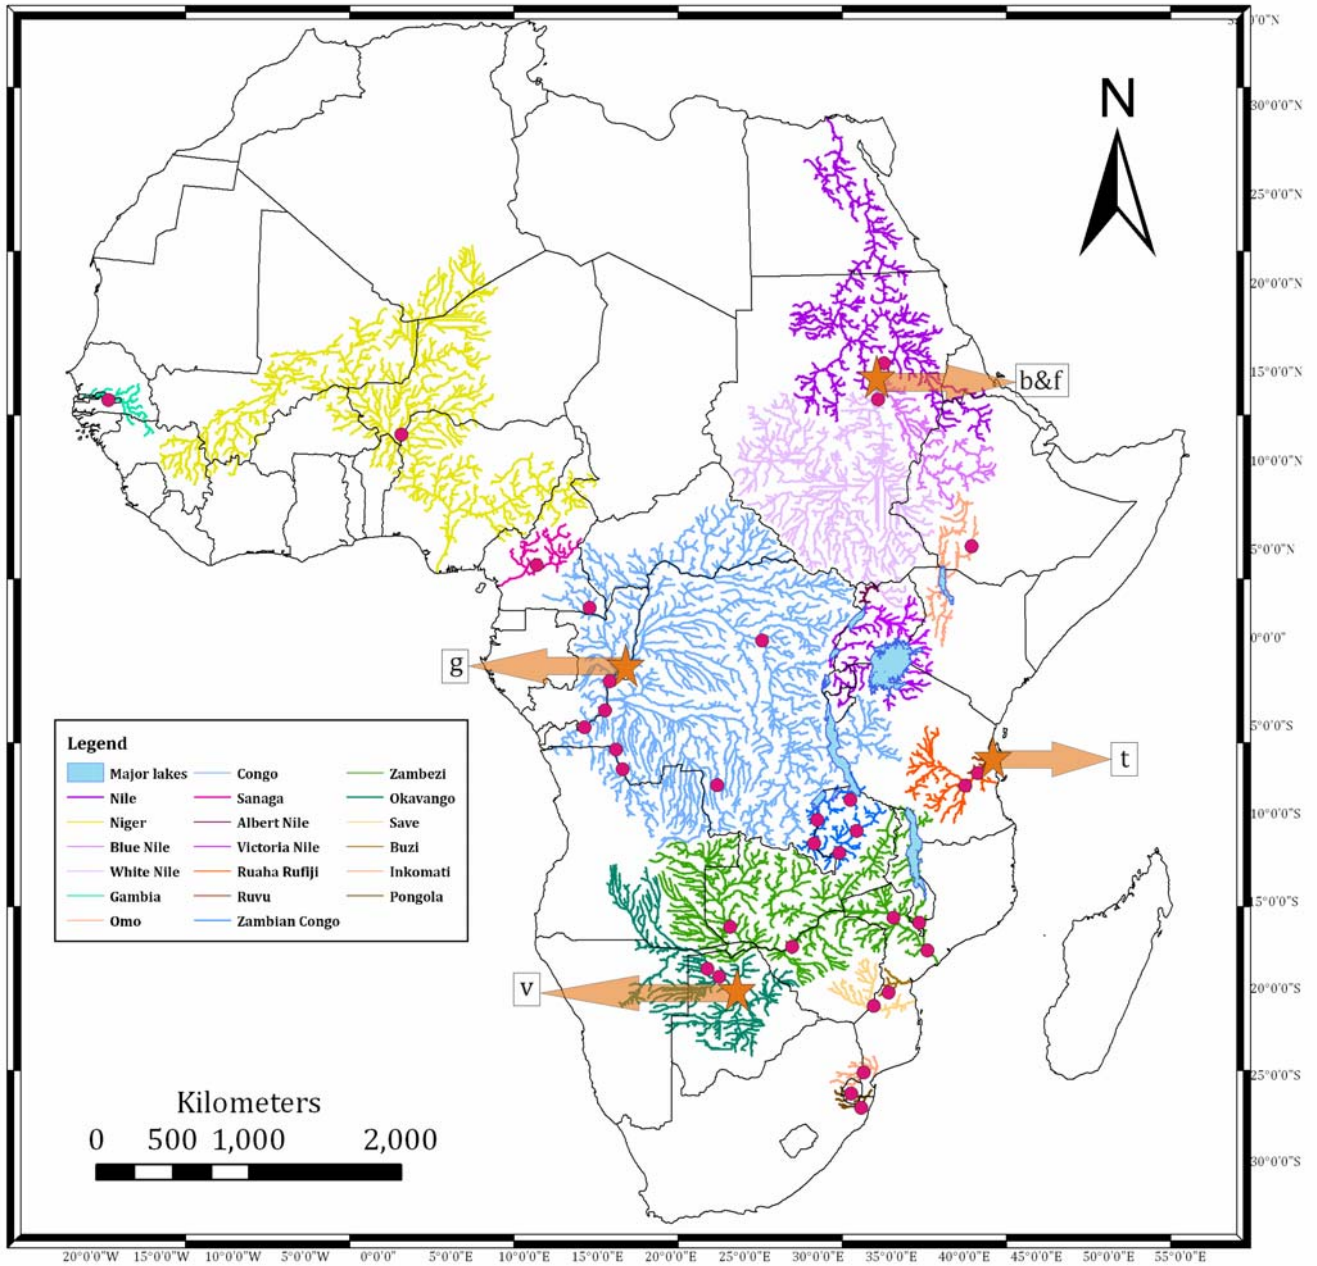 0'0"N
N
30°0'0"N
25°0'0"N
20°0'0"N
15°0'0"N
b&f
10°0'0"N
5°0'0"N
0°0'0"
g
5°0'0"S
t
Legend
Major lakes
Congo
Zambezi
Nile
Sanaga
Okavango
Niger
Albert Nile
Save
Blue Nile
Victoria Nile
Buzi
White Nile
Ruaha Rufiji
Inkomati
Gambia
Ruvu
Pongola
Omo
Zambian Congo
10°0'0"S
15°0'0"S
v
20°0'0"S
25°0'0"S
Kilometers
0 500 1,000 2,000
30°0'0"S
20°0'0"W 15°0'0"W 10°0'0"W 5°0'0"W 0°0'0" 5°0'0"E 10°0'0"E 15°0'0"E 20°0'0"E 25°0'0"E 30°0'0"E 35°0'0"E 40°0'0"E 45°0'0"E 50°0'0"E 55°0'0"E